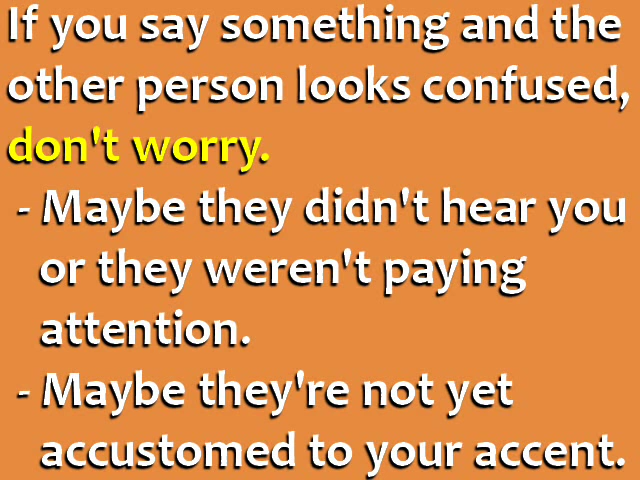 If you say something and the
other person looks confused,
don't worry.
- Maybe they didn't hear you
or they weren't paying
attention.
- Maybe they're not yet
accustomed to your accent.